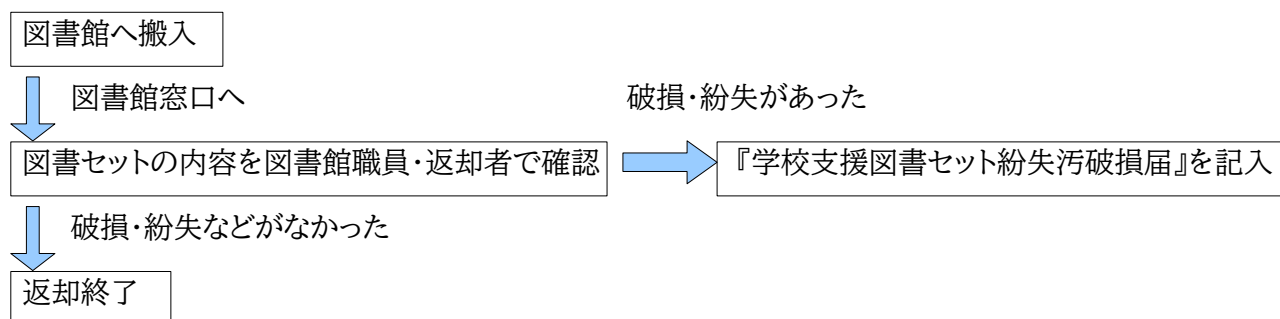 図書館へ搬入
図書館窓口へ
破損・紛失があった
図書セットの内容を図書館職員・返却者で確認
『学校支援図書セット紛失汚破損届』を記入
破損・紛失などがなかった
返却終了